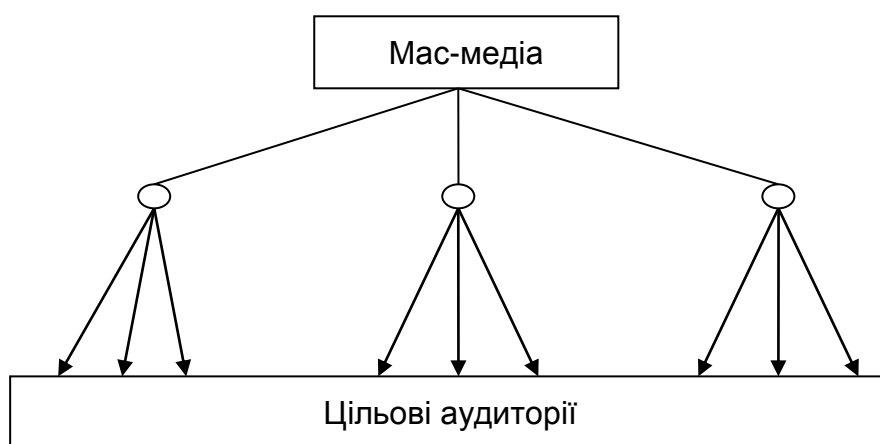 Мас-медіа
Цільові аудиторії